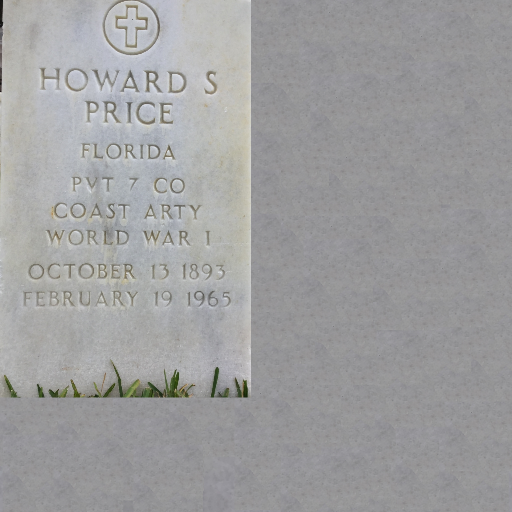 HOWARD S
PRICE
FLORIDA
PVT 7 CO
COAST ARTY
WORLD WAR I
OCTOBER 13 1893
FEBRUARY 19 1965